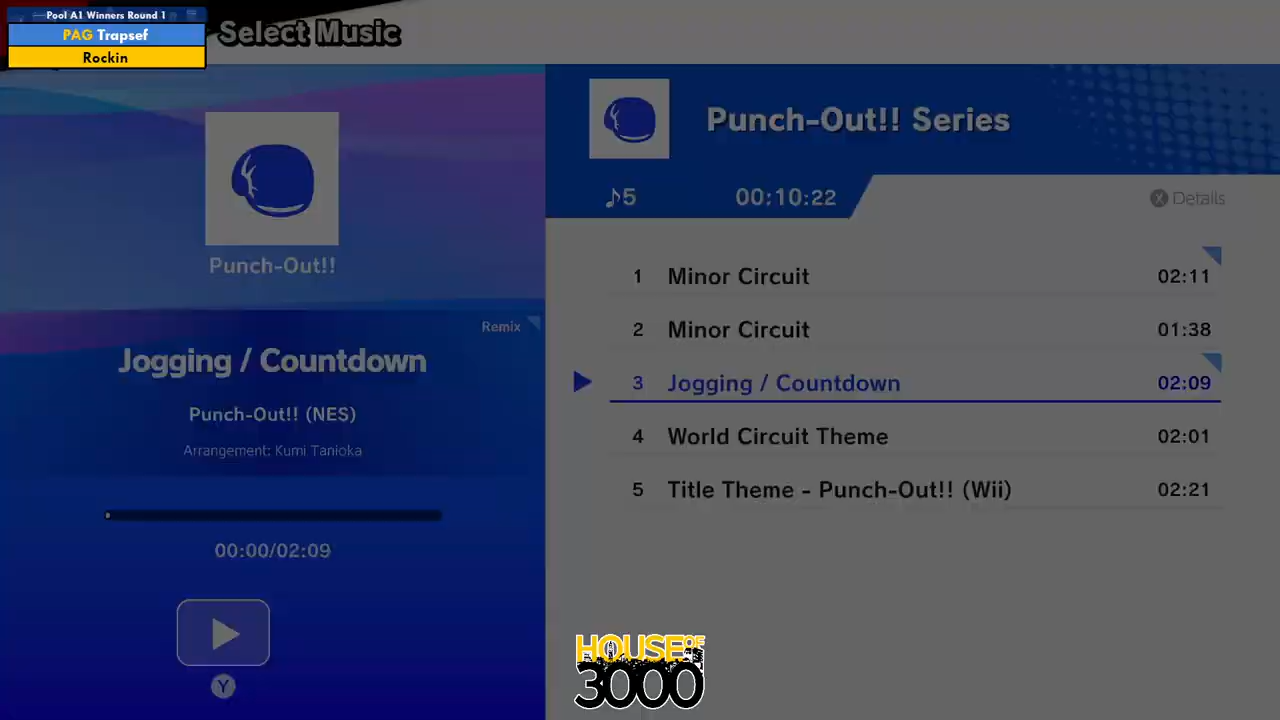 Pool A1 Winners Round 1
PAG Trapsef
Rockin
Select Music
Punch-Out!!
Remix
Jogging / Countdown
Punch-Out!! (NES)
Arrangement: Kumi Tanioka
00:00/02:09
Y
Punch-Out!! Series
♪5 00:10:22
X Details
1 Minor Circuit 02:11
2 Minor Circuit 01:38
3 Jogging / Countdown 02:09
4 World Circuit Theme 02:01
5 Title Theme - Punch-Out!! (Wii) 02:21
HOUSE OF
3000